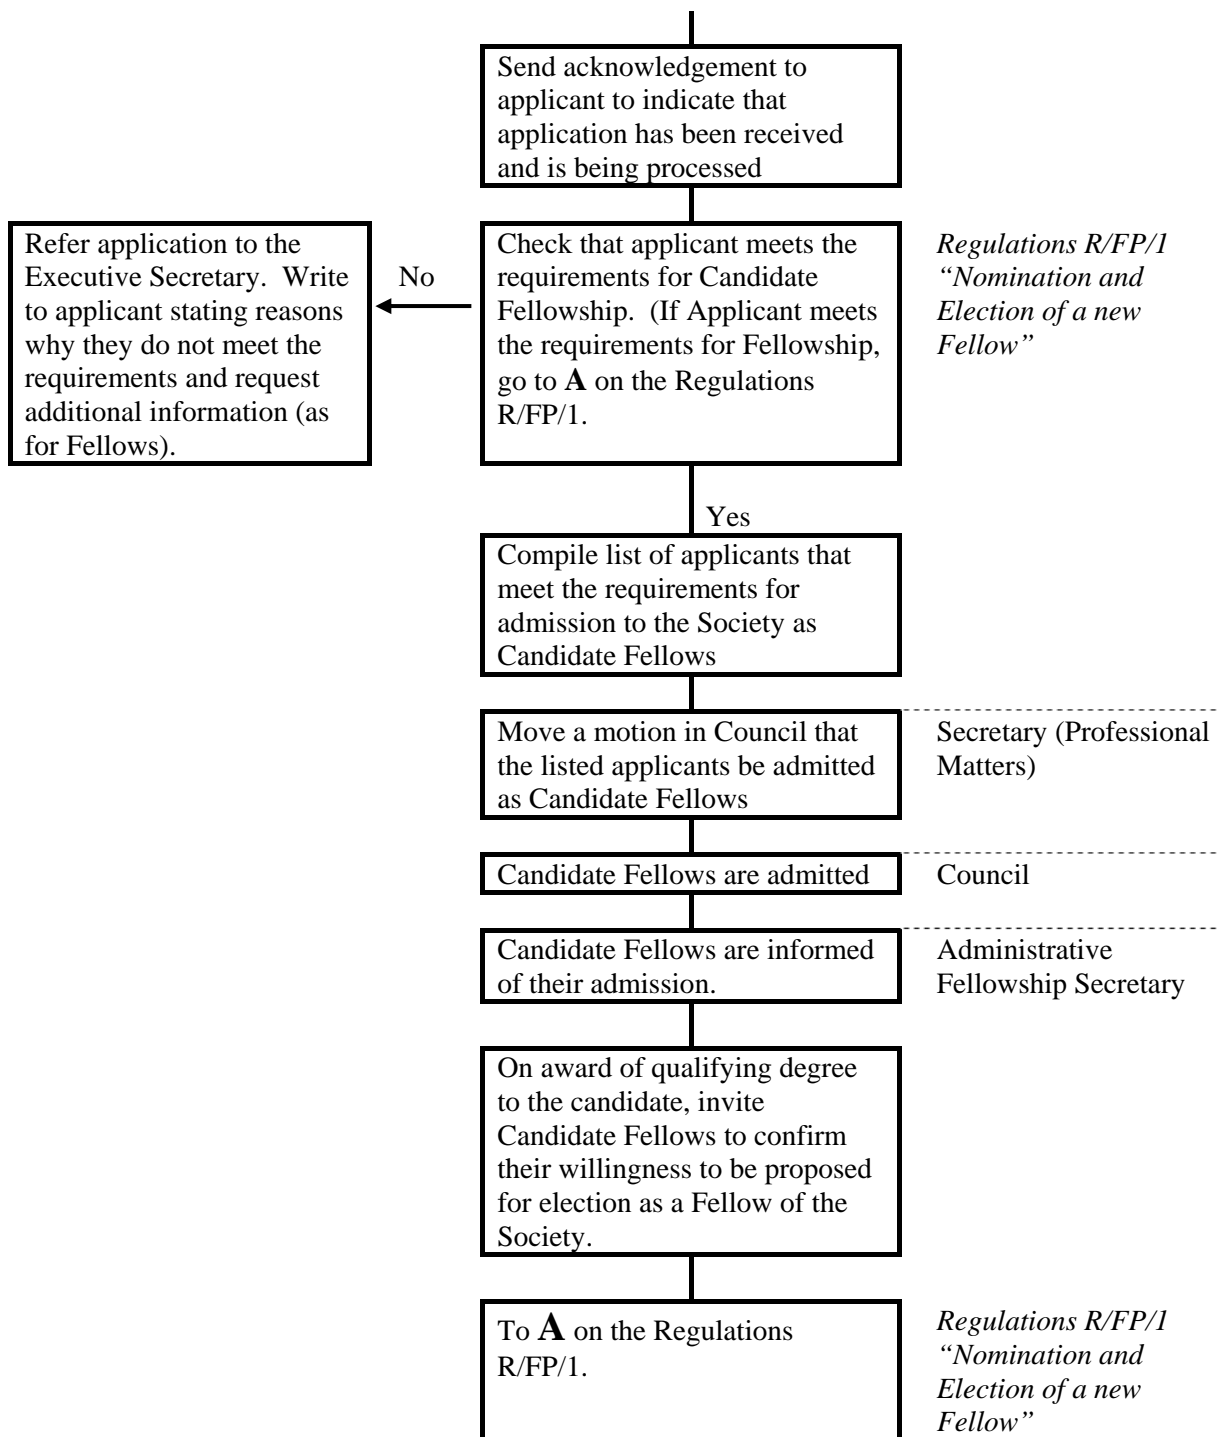 Send acknowledgement to
applicant to indicate that
application has been received
and is being processed
Refer application to the
Executive Secretary.  Write
to applicant stating reasons
why they do not meet the
requirements and request
additional information (as
for Fellows).
No
Check that applicant meets the
requirements for Candidate
Fellowship.  (If Applicant meets
the requirements for Fellowship,
go to A on the Regulations
R/FP/1.
Regulations R/FP/1
“Nomination and
Election of a new
Fellow”
Yes
Compile list of applicants that
meet the requirements for
admission to the Society as
Candidate Fellows
Move a motion in Council that
the listed applicants be admitted
as Candidate Fellows
Secretary (Professional
Matters)
Candidate Fellows are admitted
Council
Candidate Fellows are informed
of their admission.
Administrative
Fellowship Secretary
On award of qualifying degree
to the candidate, invite
Candidate Fellows to confirm
their willingness to be proposed
for election as a Fellow of the
Society.
To A on the Regulations
R/FP/1.
Regulations R/FP/1
“Nomination and
Election of a new
Fellow”